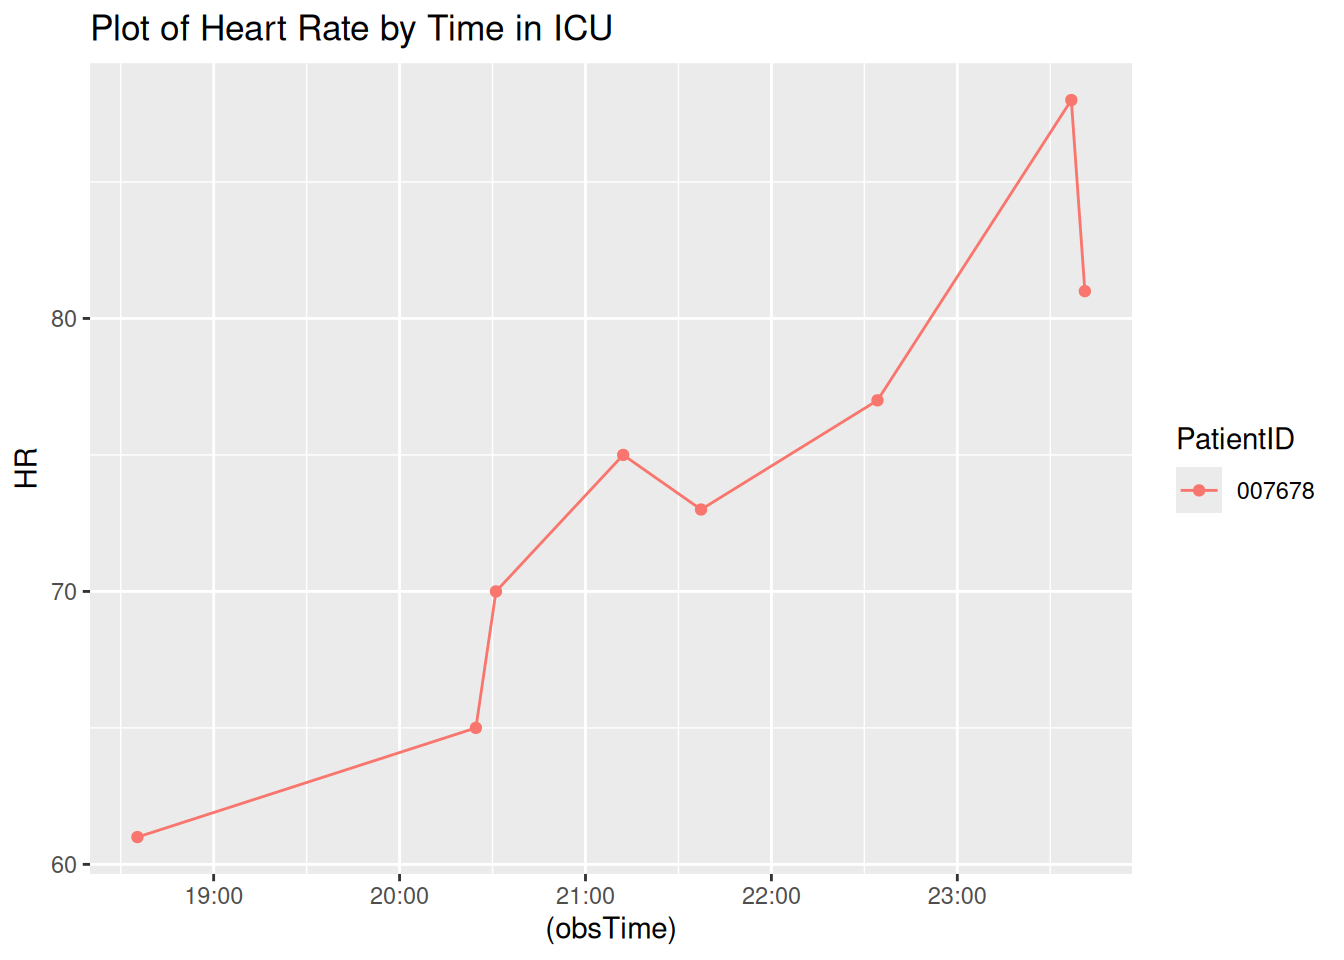 Plot of Heart Rate by Time in ICU
80
70
60
HR
19:00 20:00 21:00 22:00 23:00
(obsTime)
PatientID
007678